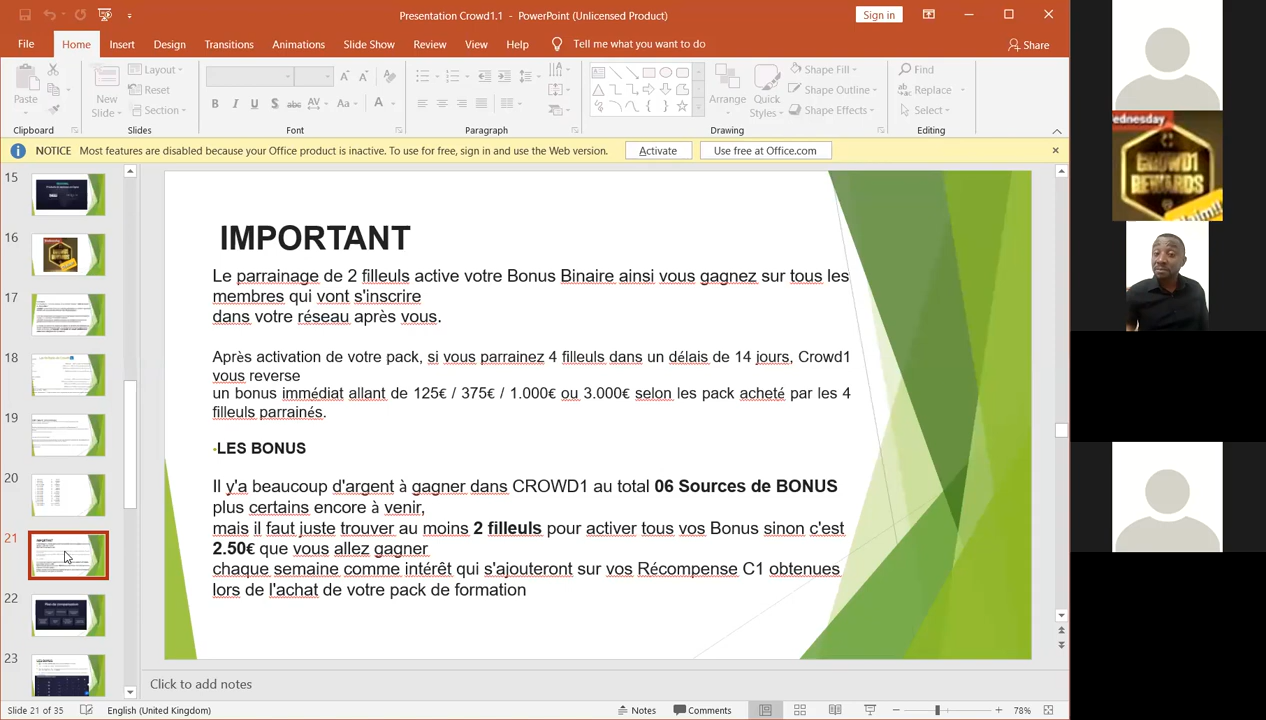 Presentation Crowd1.1 - PowerPoint (Unlicensed Product)
Sign in
File Home Insert Design Transitions Animations Slide Show Review View Help Tell me what you want to do Share
Paste
New Slide
Layout
Reset
Section
Arrange
Quick Styles
Shape Fill
Shape Outline
Shape Effects
Find
Replace
Select
Clipboard Slides Font Paragraph Drawing Editing
NOTICE Most features are disabled because your Office product is inactive. To use for free, sign in and use the Web version. Activate Use free at Office.com
15
16
17
18
19
20
21
22
23
IMPORTANT
Le parrainage de 2 filleuls active votre Bonus Binaire ainsi vous gagnez sur tous les
membres qui vont s'inscrire
dans votre réseau après vous.
Après activation de votre pack, si vous parrainez 4 filleuls dans un délais de 14 jours, Crowd1
vous reverse
un bonus immédiat allant de 125€ / 375€ / 1.000€ ou 3.000€ selon les pack acheté par les 4
filleuls parrainés.
•LES BONUS
Il y'a beaucoup d'argent à gagner dans CROWD1 au total 06 Sources de BONUS
plus certains encore à venir,
mais il faut juste trouver au moins 2 filleuls pour activer tous vos Bonus sinon c'est
2.50€ que vous allez gagner
chaque semaine comme intérêt qui s'ajouteront sur vos Récompense C1 obtenues
lors de l'achat de votre pack de formation
Click to add notes
Slide 21 of 35 English (United Kingdom) Notes Comments 78%
ednesday
CROWD1
REWARDS